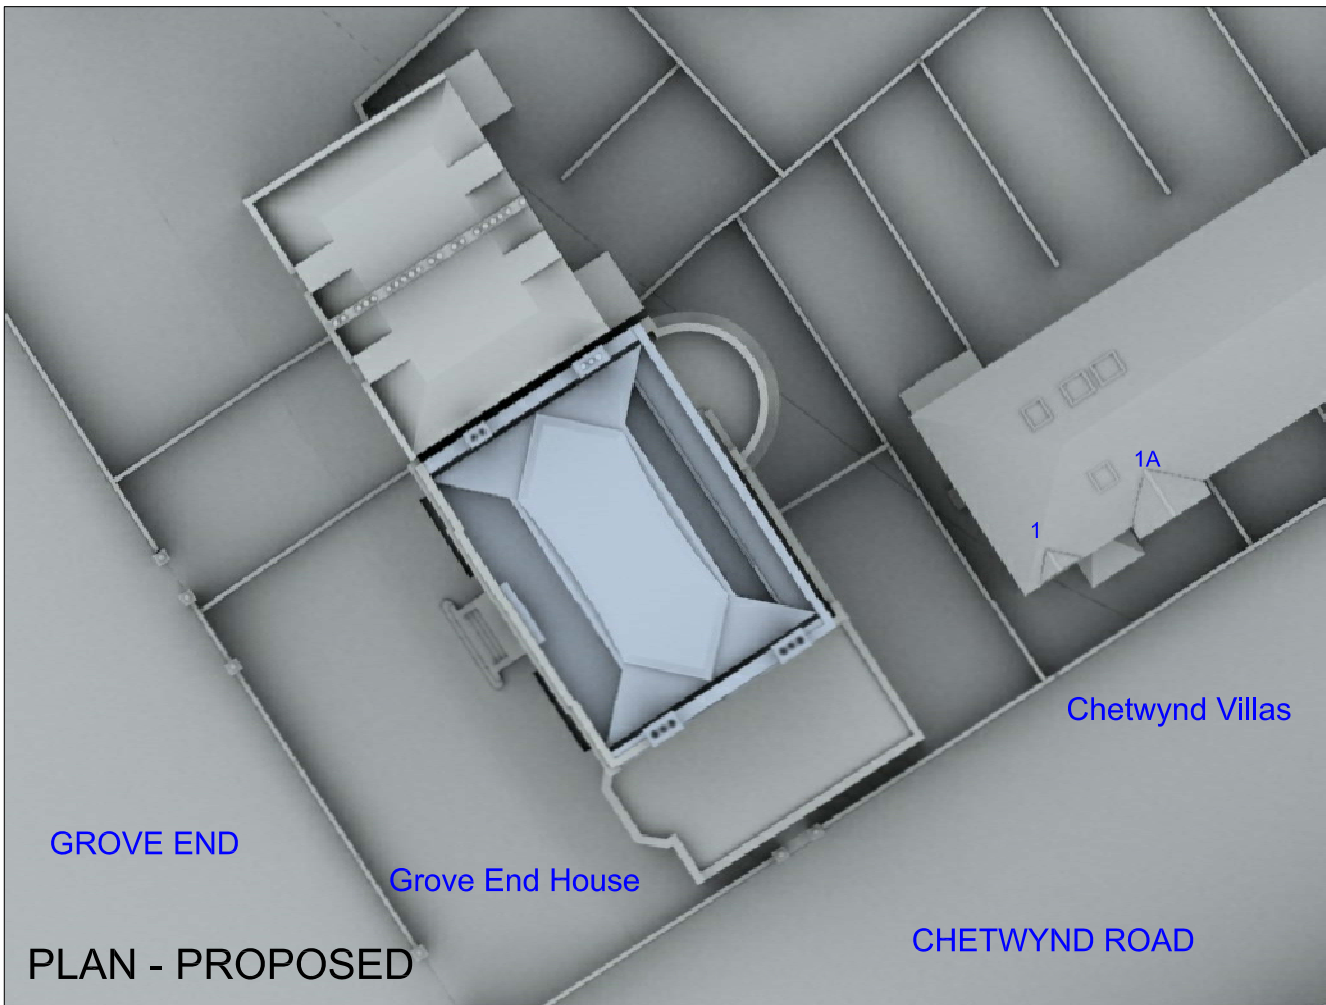 1A
1
Chetwynd Villas
GROVE END
Grove End House
CHETWYND ROAD
PLAN - PROPOSED